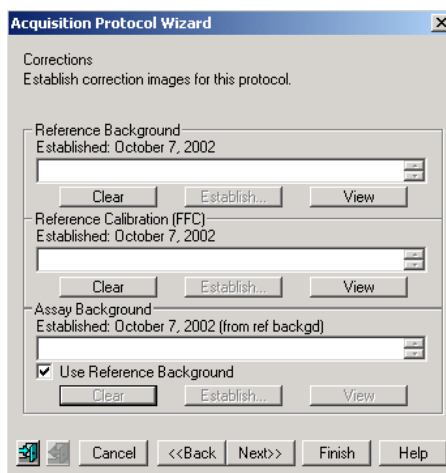 Acquisition Protocol Wizard
Corrections
Establish correction images for this protocol.
Reference Background
Established: October 7, 2002
Clear Establish... View
Reference Calibration (FFC)
Established: October 7, 2002
Clear Establish... View
Assay Background
Established: October 7, 2002 (from ref backgd)
Use Reference Background
Clear Establish... View
Cancel <<Back Next>> Finish Help